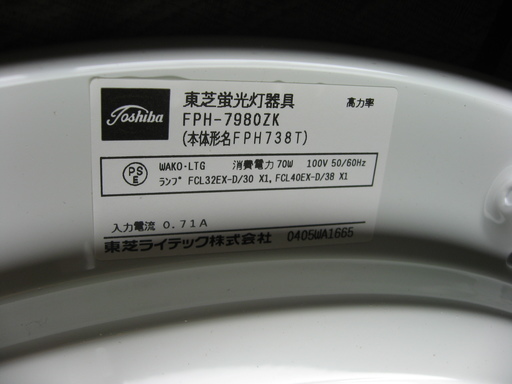 Toshiba
東芝蛍光灯器具 高力率
FPH-7980ZK
(本体形名FPH738T)
PS E
WAKO-LTG 消費電力 70W 100V 50/60Hz
ランプ FCL32EX-D/30 X1, FCL40EX-D/38 X1
入力電流 0.71A
東芝ライテック株式会社 0405WA1665